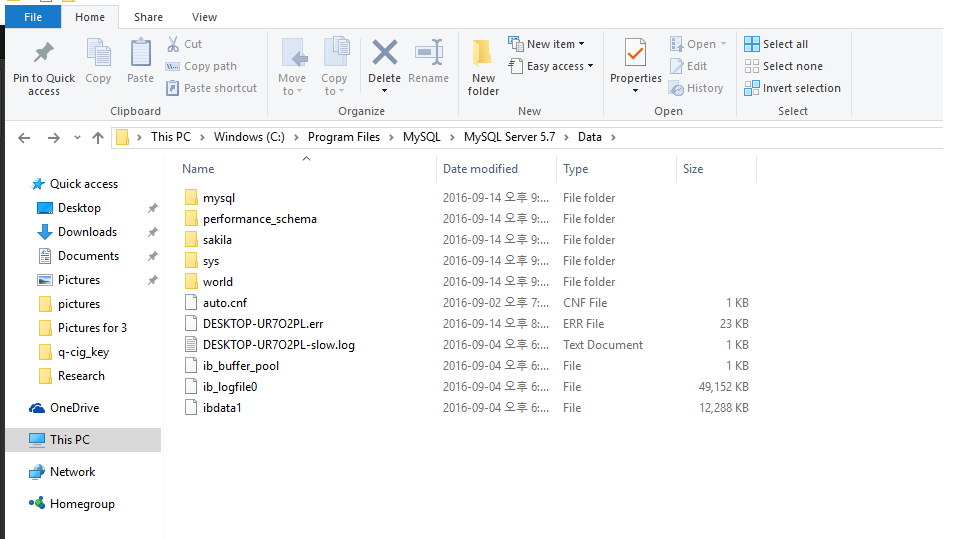 File Home Share View
Pin to Quick access
Copy
Paste
Cut
Copy path
Paste shortcut
Clipboard
Move to
Copy to
Delete
Rename
Organize
New folder
New item
Easy access
New
Properties
Open
Edit
History
Open
Select all
Select none
Invert selection
Select
This PC > Windows (C:) > Program Files > MySQL > MySQL Server 5.7 > Data >
Quick access
Desktop
Downloads
Documents
Pictures
pictures
Pictures for 3
q-cig_key
Research
OneDrive
This PC
Network
Homegroup
Name Date modified Type Size
mysql 2016-09-14 오후 9:... File folder
performance_schema 2016-09-14 오후 9:... File folder
sakila 2016-09-14 오후 9:... File folder
sys 2016-09-14 오후 9:... File folder
world 2016-09-14 오후 9:... File folder
auto.cnf 2016-09-02 오후 7:... CNF File 1 KB
DESKTOP-UR7O2PL.err 2016-09-14 오후 8:... ERR File 23 KB
DESKTOP-UR7O2PL-slow.log 2016-09-04 오후 6:... Text Document 1 KB
ib_buffer_pool 2016-09-04 오후 6:... File 1 KB
ib_logfile0 2016-09-04 오후 6:... File 49,152 KB
ibdata1 2016-09-04 오후 6:... File 12,288 KB